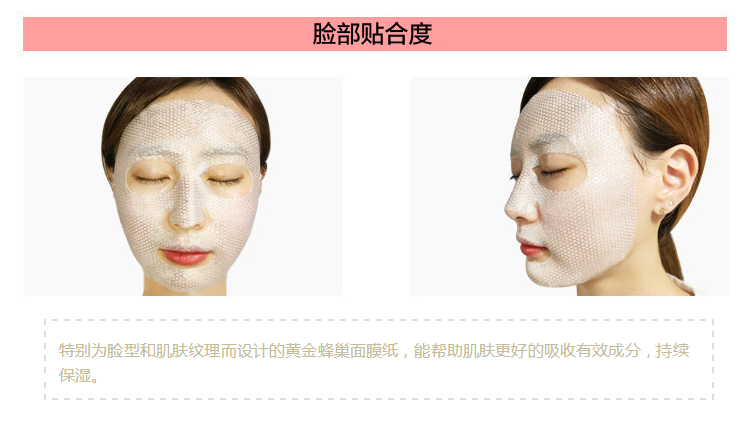 脸部贴合度
特别为脸型和肌肤纹理而设计的黄金蜂巢面膜纸，能帮助肌肤更好的吸收有效成分，持续
保湿。